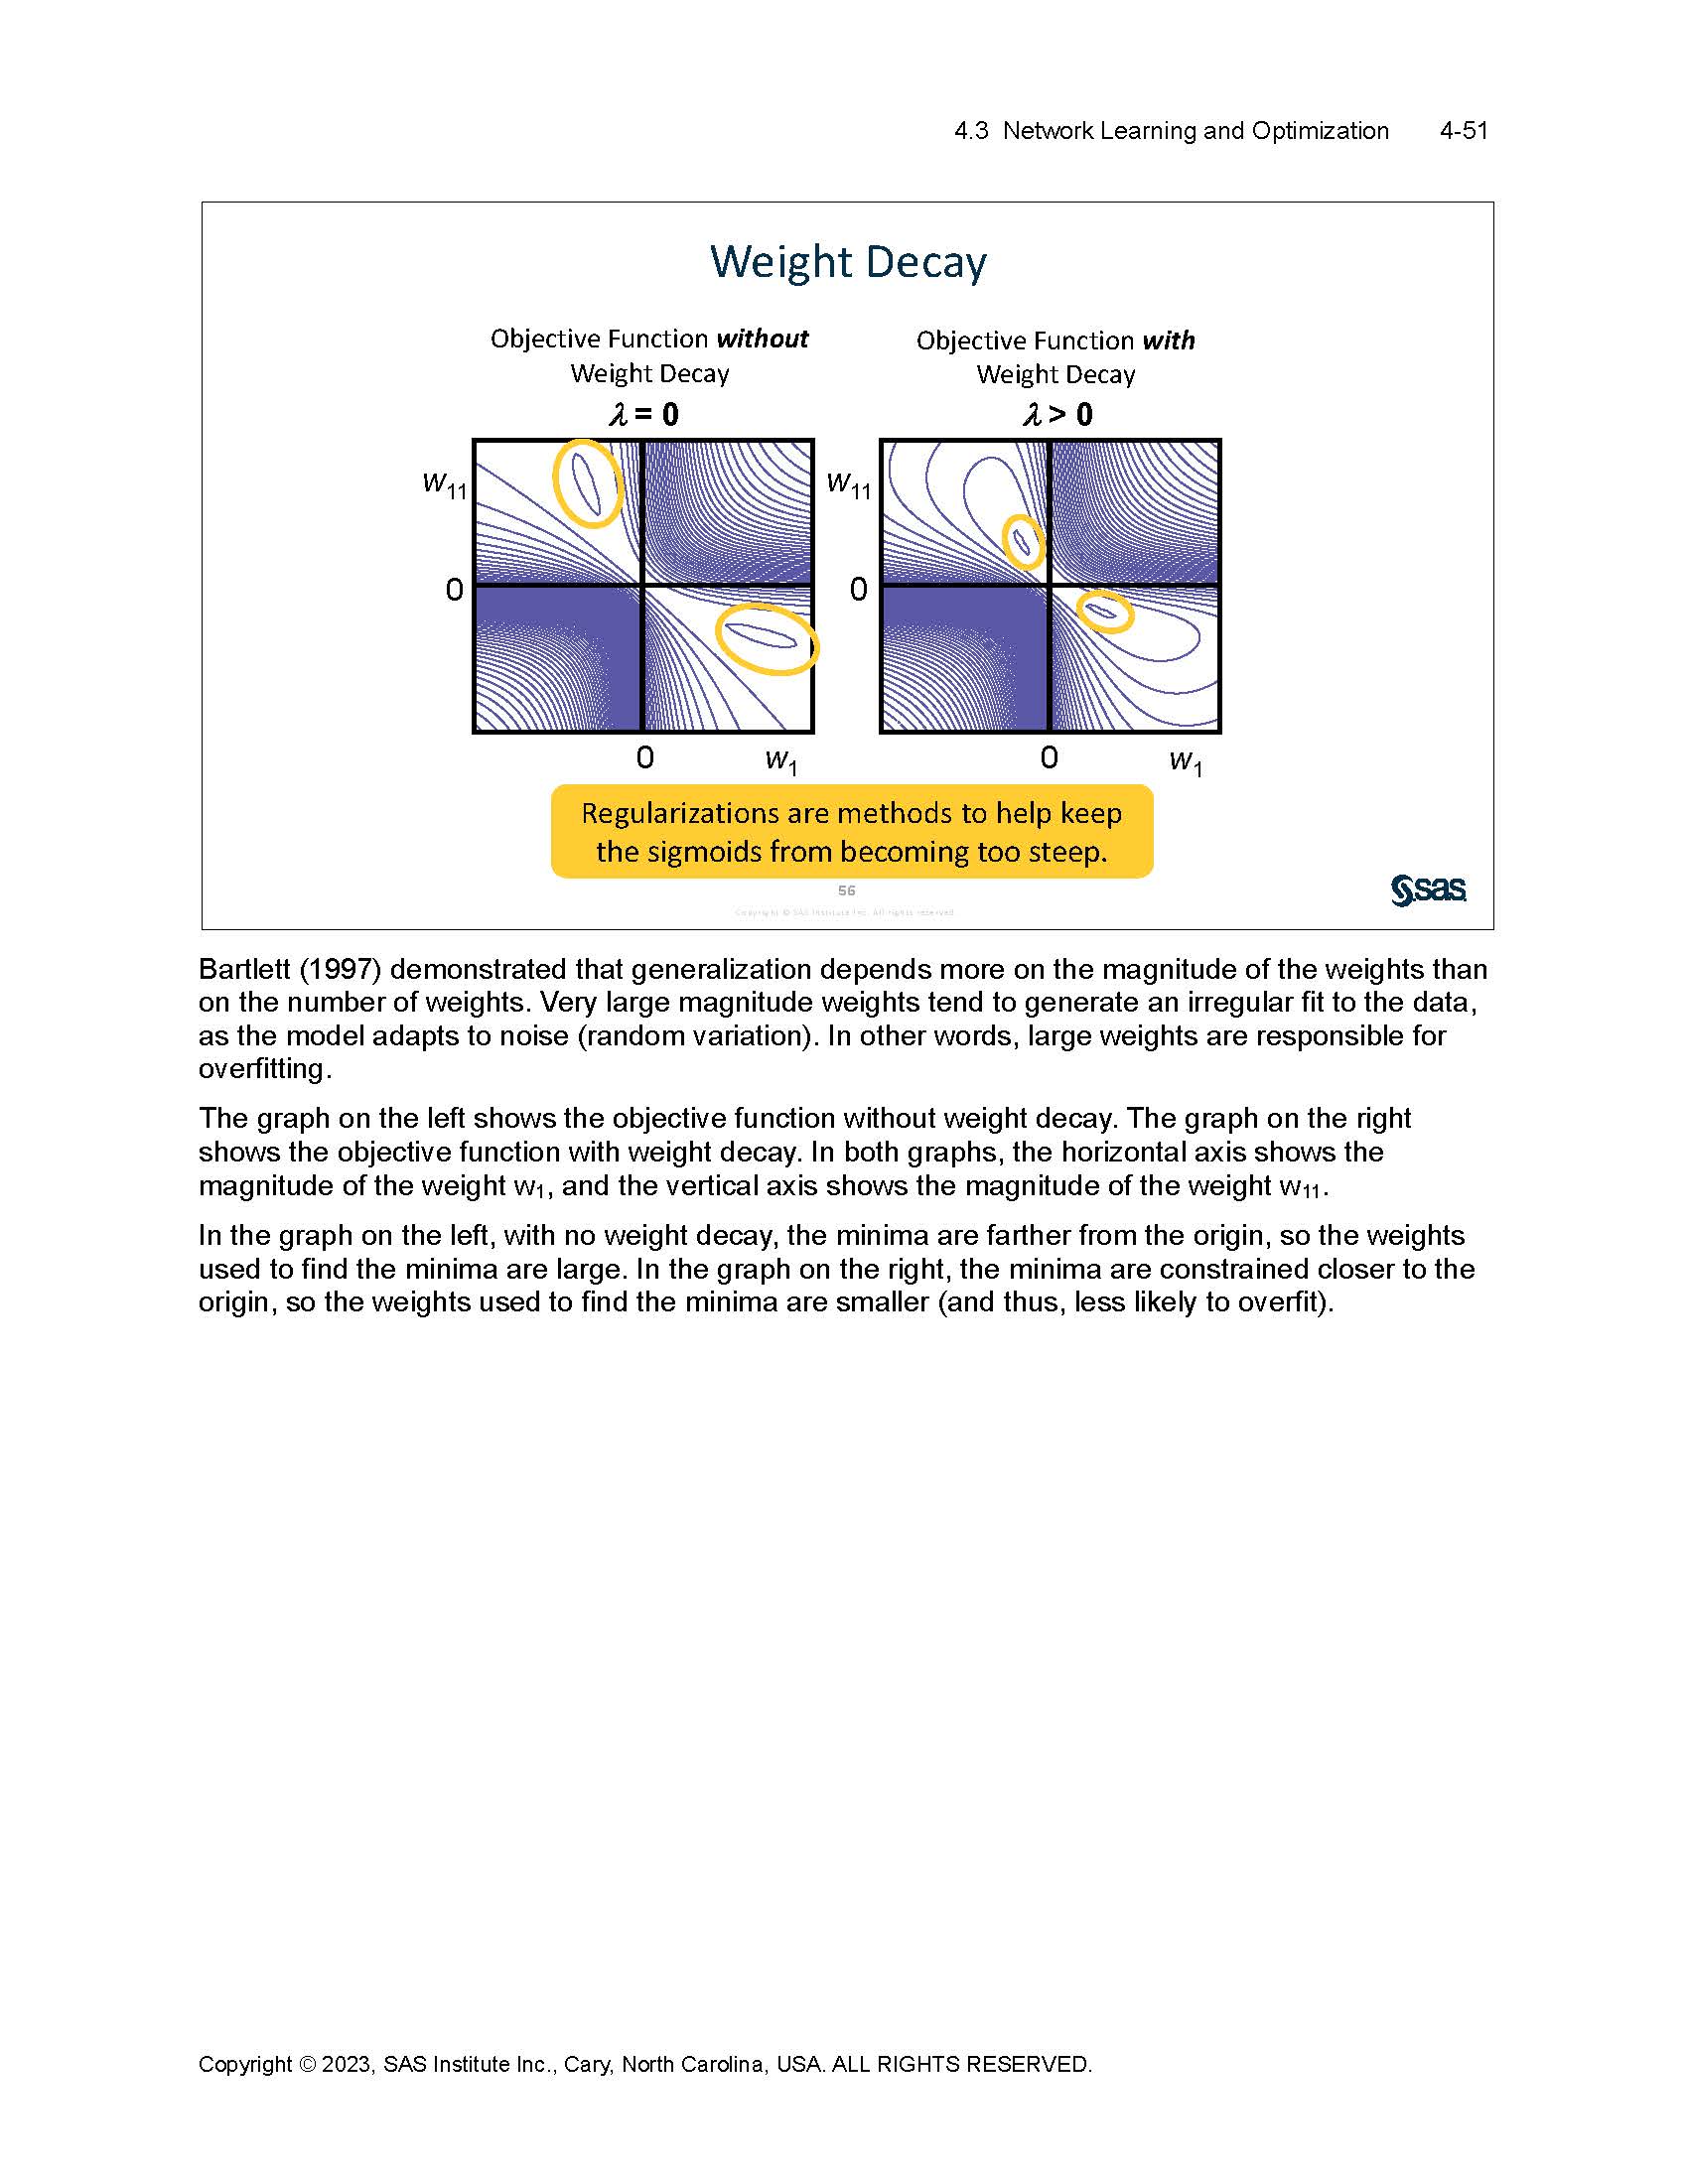 4.3 Network Learning and Optimization 4-51
Weight Decay
Objective Function without
Weight Decay
λ = 0
Objective Function with
Weight Decay
λ > 0
w11
0
0
w1
w11
0
0
w1
Regularizations are methods to help keep
the sigmoids from becoming too steep.
56
Copyright © SAS Institute Inc. All rights reserved
sas
Bartlett (1997) demonstrated that generalization depends more on the magnitude of the weights than
on the number of weights. Very large magnitude weights tend to generate an irregular fit to the data,
as the model adapts to noise (random variation). In other words, large weights are responsible for
overfitting.
The graph on the left shows the objective function without weight decay. The graph on the right
shows the objective function with weight decay. In both graphs, the horizontal axis shows the
magnitude of the weight w1, and the vertical axis shows the magnitude of the weight w11.
In the graph on the left, with no weight decay, the minima are farther from the origin, so the weights
used to find the minima are large. In the graph on the right, the minima are constrained closer to the
origin, so the weights used to find the minima are smaller (and thus, less likely to overfit).
Copyright © 2023, SAS Institute Inc., Cary, North Carolina, USA. ALL RIGHTS RESERVED.